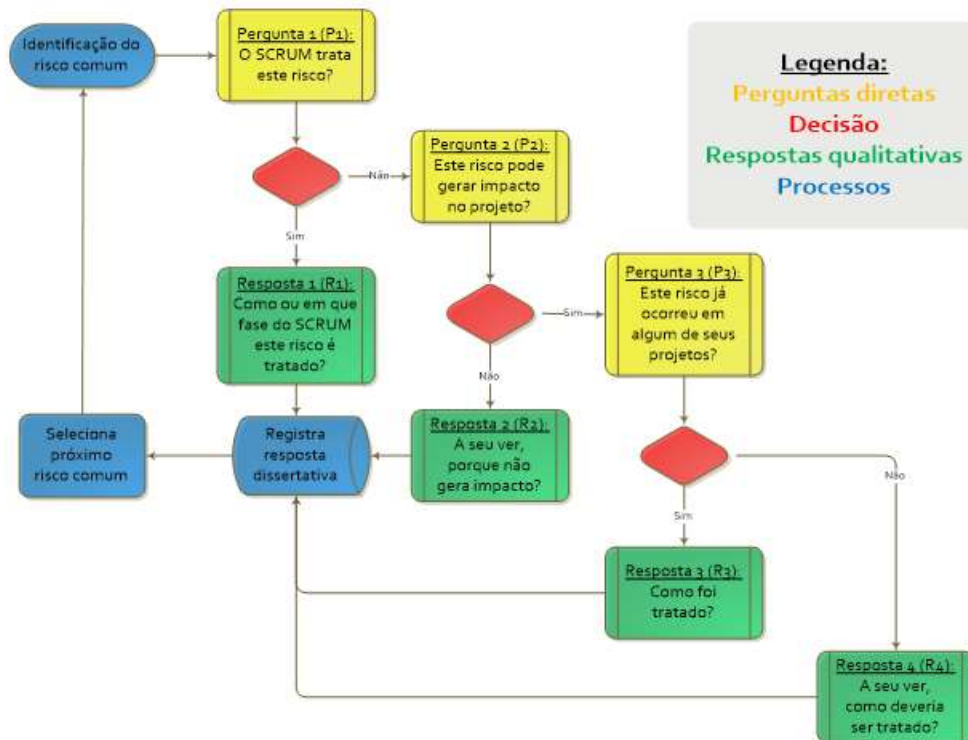 Identificação do
risco comum
Pergunta 1 (P1):
O SCRUM trata
este risco?
Legenda:
Perguntas diretas
Decisão
Respostas qualitativas
Processos
Não
Pergunta 2 (P2):
Este risco pode
gerar impacto
no projeto?
Sim
Resposta 1 (R1):
Como ou em que
fase do SCRUM
este risco é
tratado?
Sim
Pergunta 3 (P3):
Este risco já
ocorreu em
algum de seus
projetos?
Não
Seleciona
próximo
risco comum
Registra
resposta
dissertativa
Resposta 2 (R2):
A seu ver,
porque não
gera impacto?
Não
Sim
Resposta 3 (R3):
Como foi
tratado?
Resposta 4 (R4):
A seu ver,
como deveria
ser tratado?